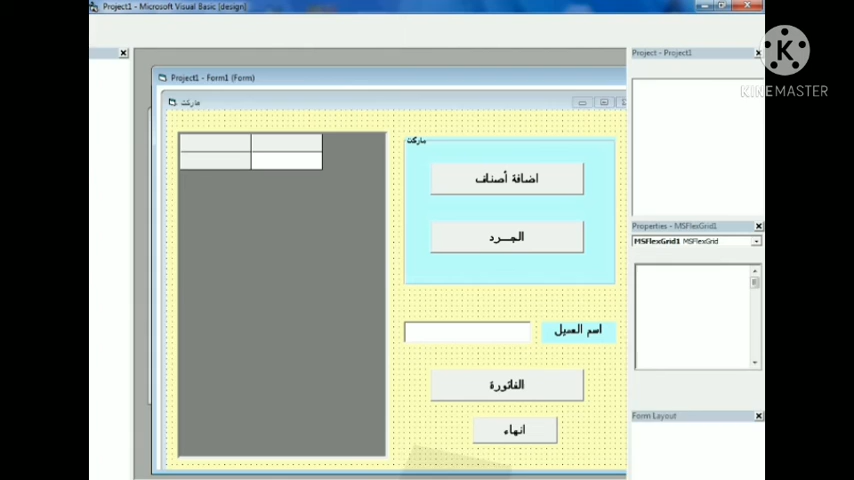 Project1 - Microsoft Visual Basic [design]
Project1 - Form1 (Form)
Project - Project1
KINEMASTER
ماركت
ماركت
اضافة أصناف
الجـــرد
Properties - MSFlexGrid1
MSFlexGrid1 MSFlexGrid
اسم العميل
الفاتورة
Form Layout
انهاء